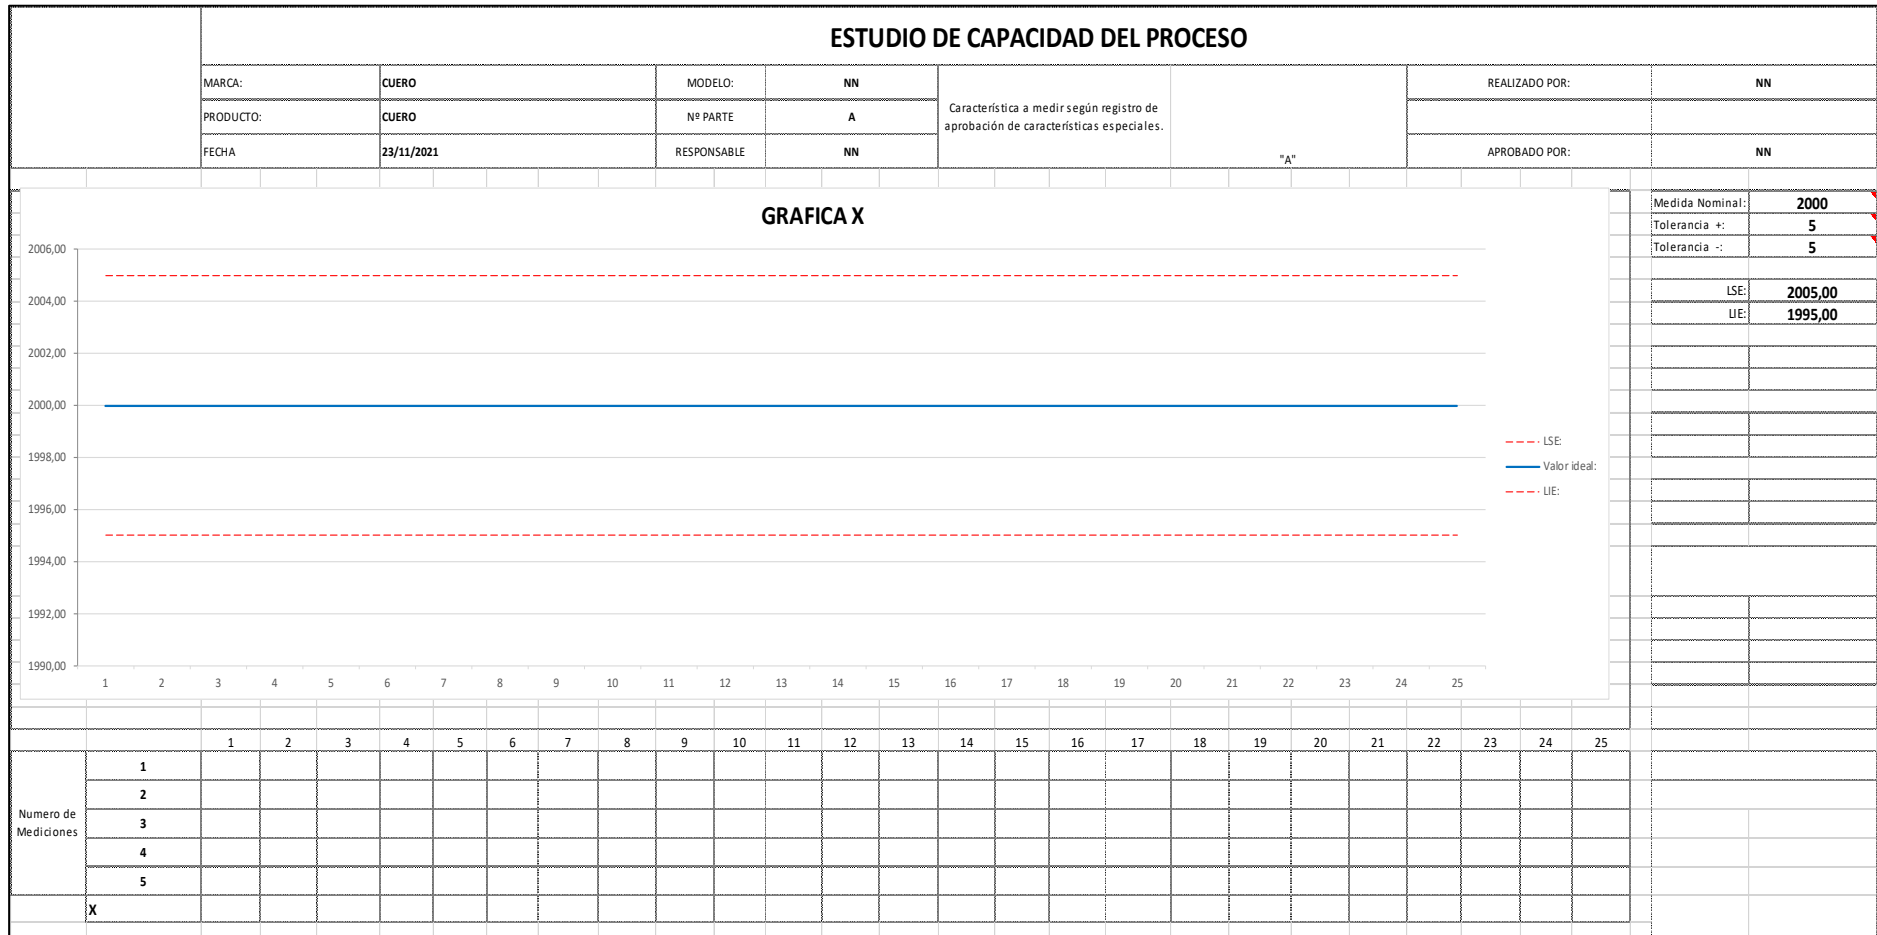 ESTUDIO DE CAPACIDAD DEL PROCESO
MARCA: CUERO MODELO: NN
PRODUCTO: CUERO Nº PARTE A
FECHA 23/11/2021 RESPONSABLE NN
Característica a medir según registro de
aprobación de características especiales.
"A"
REALIZADO POR: NN
APROBADO POR: NN
GRAFICA X
2006,00
2004,00
2002,00
2000,00
1998,00
1996,00
1994,00
1992,00
1990,00
1 2 3 4 5 6 7 8 9 10 11 12 13 14 15 16 17 18 19 20 21 22 23 24 25
LSE:
Valor ideal:
LIE:
Medida Nominal: 2000
Tolerancia +: 5
Tolerancia -: 5
LSE: 2005,00
LIE: 1995,00
1 2 3 4 5 6 7 8 9 10 11 12 13 14 15 16 17 18 19 20 21 22 23 24 25
Numero de
Mediciones
1
2
3
4
5
X